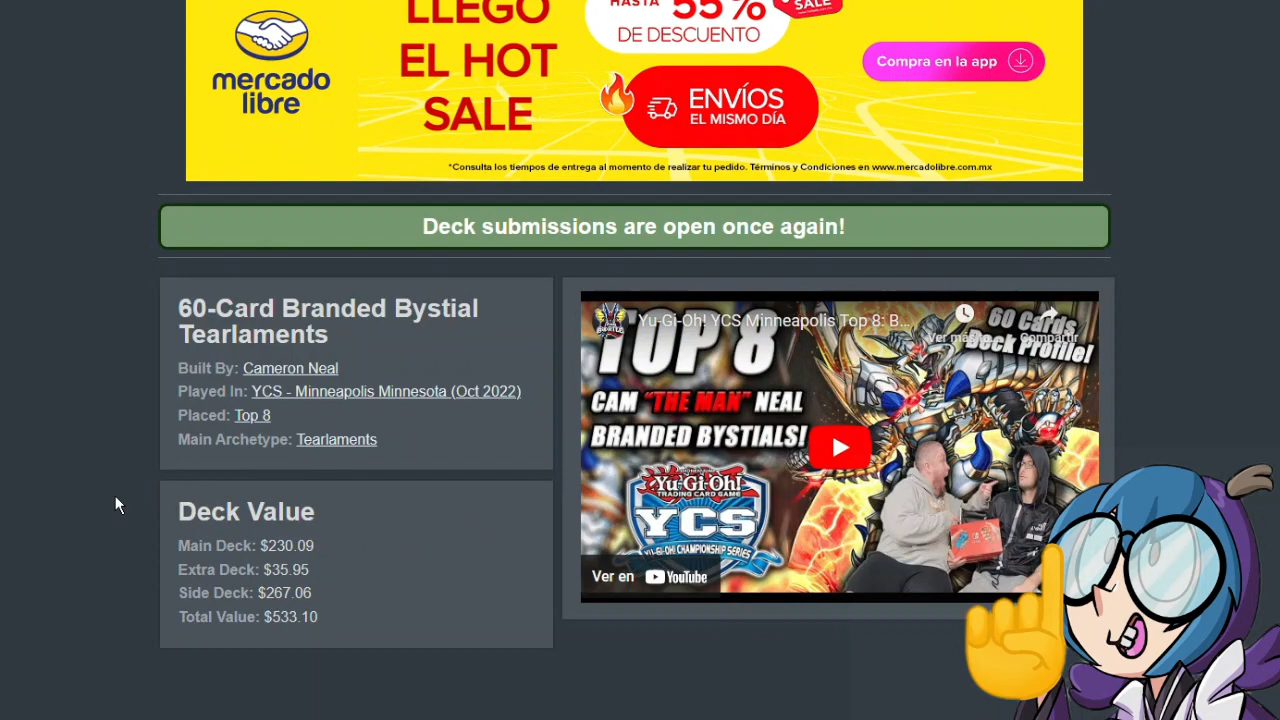 LLEGÓ
EL HOT
SALE
HASTA 55%
SALE
DE DESCUENTO
mercado
libre
Compra en la app
ENVÍOS
EL MISMO DÍA
*Consulta los tiempos de entrega al momento de realizar tu pedido. Términos y Condiciones en www.mercadolibre.com.mx
Deck submissions are open once again!
60-Card Branded Bystial
Tearlaments
Built By: Cameron Neal
Played In: YCS - Minneapolis Minnesota (Oct 2022)
Placed: Top 8
Main Archetype: Tearlaments
Deck Value
Main Deck: $230.09
Extra Deck: $35.95
Side Deck: $267.06
Total Value: $533.10
Yu-Gi-Oh! YCS Minneapolis Top 8: B...
Compartir
TOP 8
60 Cards
Deck Profile!
CAM "THE MAN" NEAL
BRANDED BYSTIALS!
Yu-Gi-Oh!
TRADING CARD GAME
YCS
YU-GI-OH! CHAMPIONSHIP SERIES
Ver en YouTube